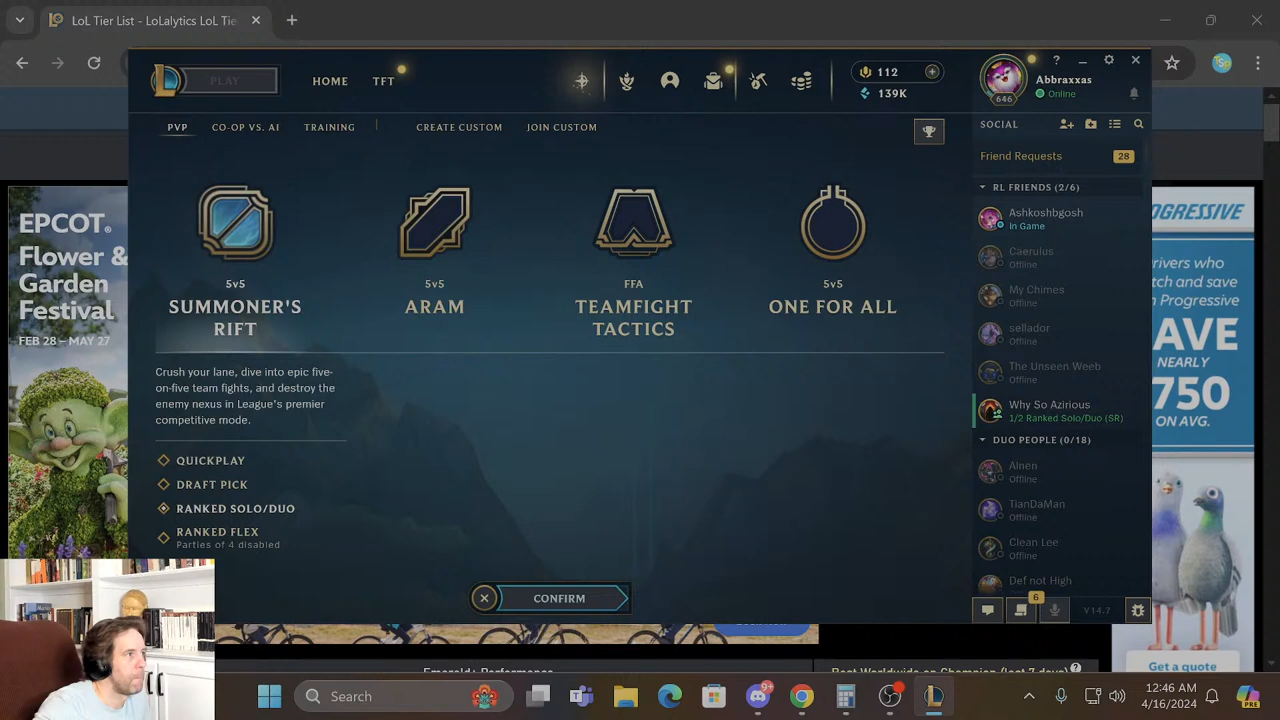 LoL Tier List - LoLalytics LoL Tie
PLAY
HOME
TFT
112
139K
646
Abbraxxas
Online
PVP
CO-OP VS. AI
TRAINING
CREATE CUSTOM
JOIN CUSTOM
SOCIAL
Friend Requests
28
RL FRIENDS (2/6)
Ashkoshbgosh
In Game
Caerulus
Offline
My Chimes
Offline
sellador
Offline
The Unseen Weeb
Offline
Why So Azirious
1/2 Ranked Solo/Duo (SR)
DUO PEOPLE (0/18)
Alnen
Offline
TianDaMan
Offline
Clean Lee
Offline
Def not High
6
V14.7
5v5
SUMMONER'S
RIFT
5v5
ARAM
FFA
TEAMFIGHT
TACTICS
5v5
ONE FOR ALL
Crush your lane, dive into epic five-
on-five team fights, and destroy the
enemy nexus in League's premier
competitive mode.
QUICKPLAY
DRAFT PICK
RANKED SOLO/DUO
RANKED FLEX
Parties of 4 disabled
CONFIRM
EPCOT®
Flower &
Garden
Festival
FEB 28 – MAY 27
OGRESSIVE
rivers who
tch and save
n Progressive
AVE
NEARLY
750
ON AVG.
Get a quote
Search
9+
12:46 AM
4/16/2024
PRE